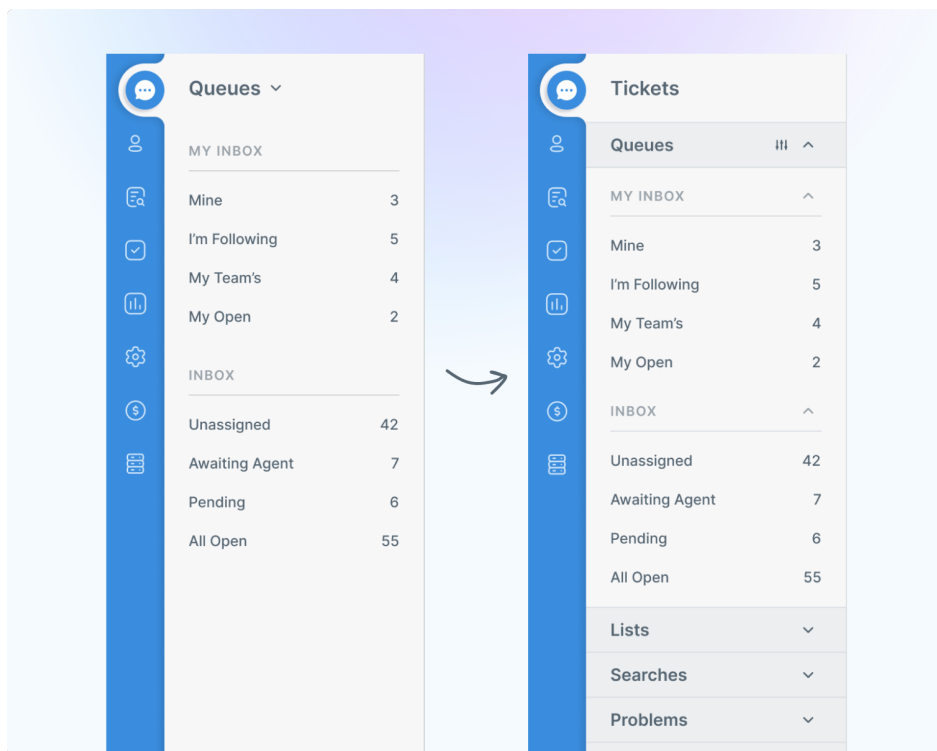 Queues
MY INBOX
Mine 3
I'm Following 5
My Team's 4
My Open 2
INBOX
Unassigned 42
Awaiting Agent 7
Pending 6
All Open 55
Tickets
Queues
MY INBOX
Mine 3
I'm Following 5
My Team's 4
My Open 2
INBOX
Unassigned 42
Awaiting Agent 7
Pending 6
All Open 55
Lists
Searches
Problems